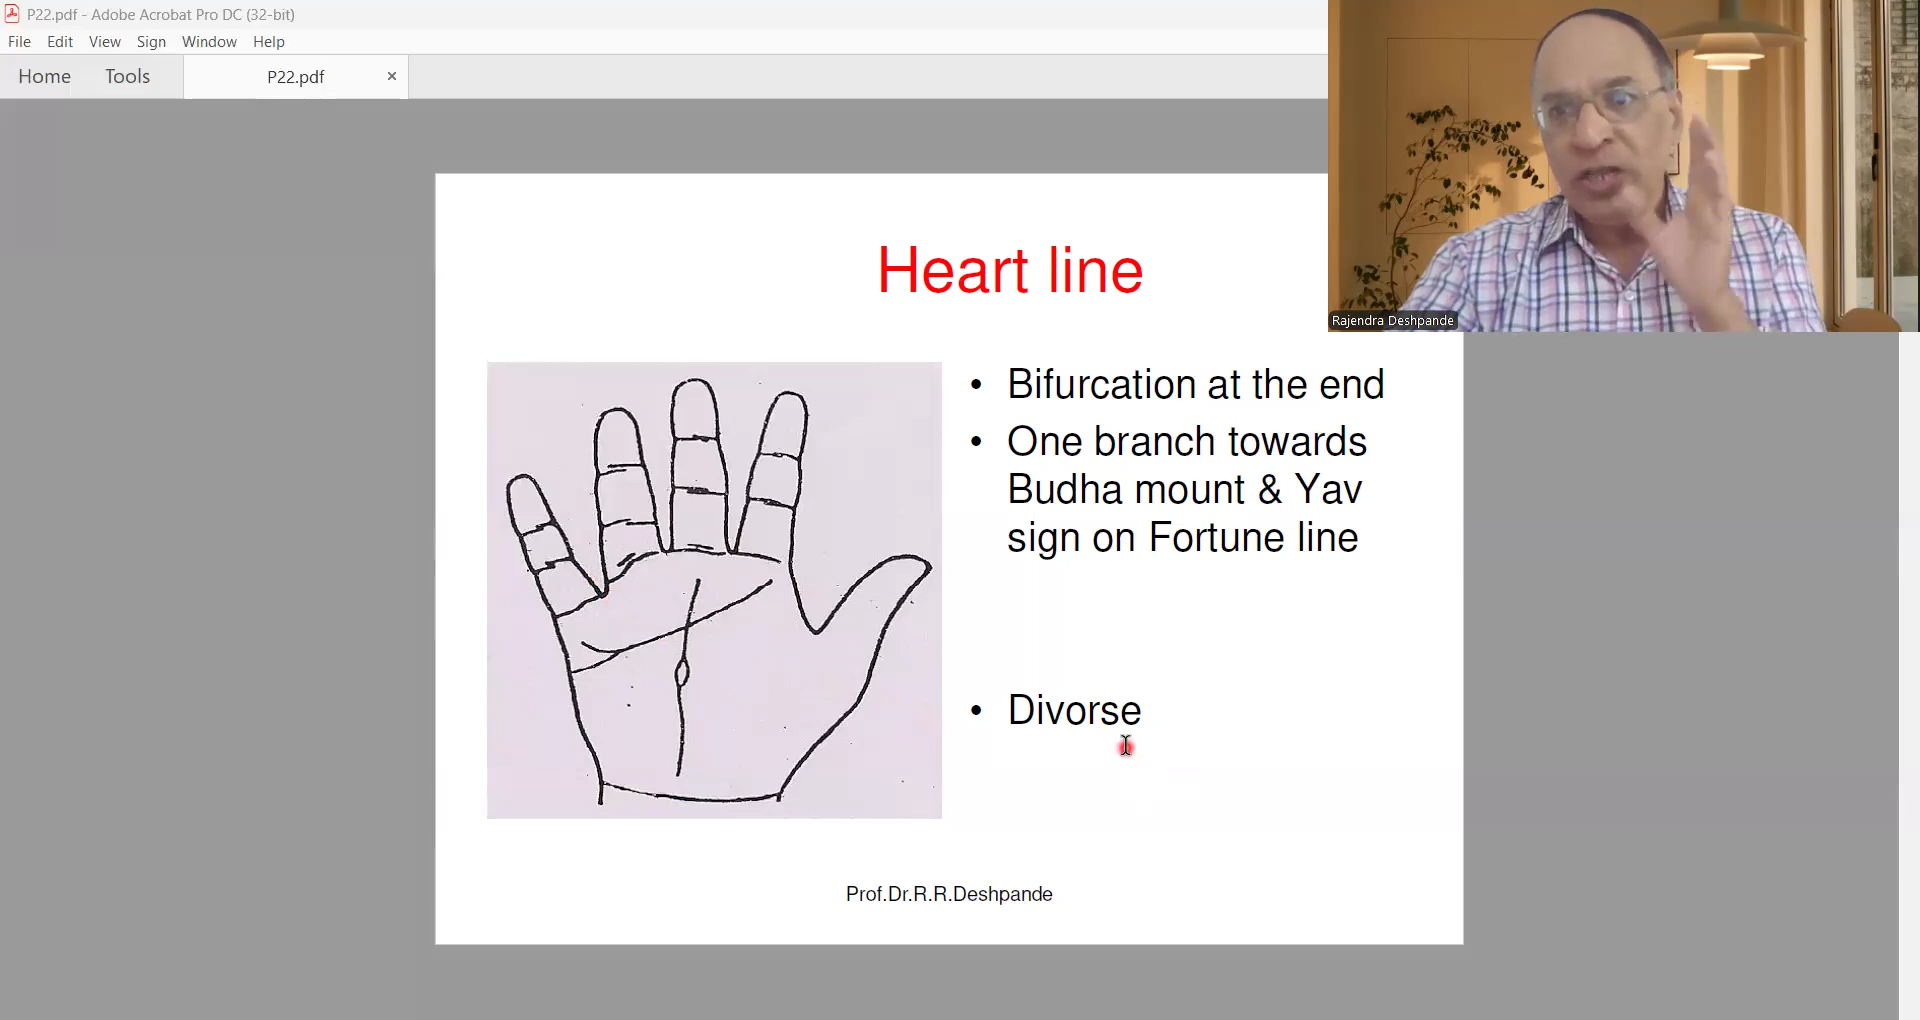 P22.pdf - Adobe Acrobat Pro DC (32-bit)
File Edit View Sign Window Help
Home Tools P22.pdf ×
Rajendra Deshpande
Heart line
• Bifurcation at the end
• One branch towards
Budha mount & Yav
sign on Fortune line
• Divorse
Prof.Dr.R.R.Deshpande